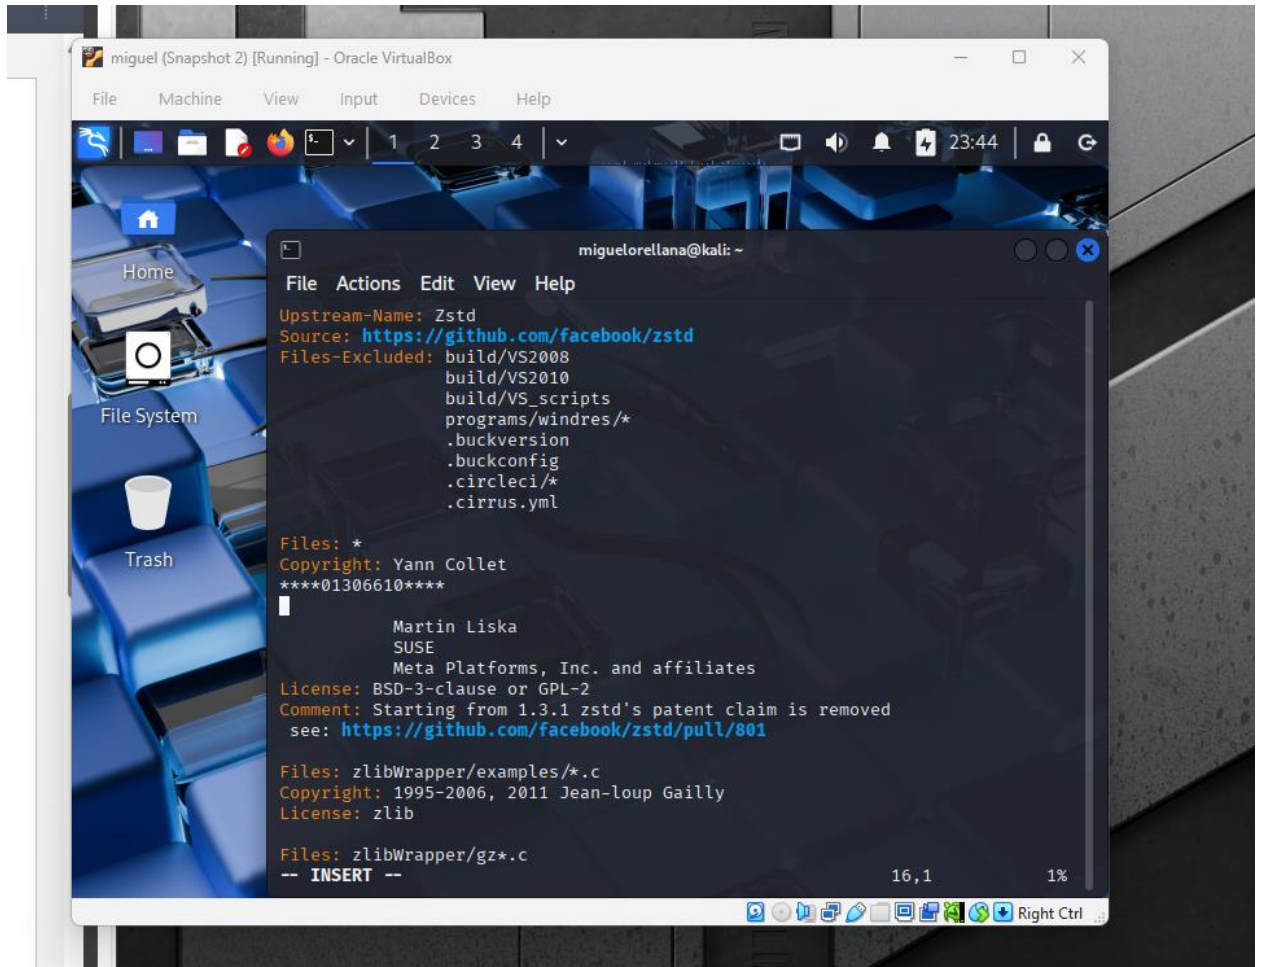 miguel (Snapshot 2) [Running] - Oracle VirtualBox
File Machine View Input Devices Help
1 2 3 4 23:44
Home
File System
Trash
miguelorellana@kali: ~
File Actions Edit View Help
Upstream-Name: Zstd
Source: https://github.com/facebook/zstd
Files-Excluded: build/VS2008
build/VS2010
build/VS_scripts
programs/windres/*
.buckversion
.buckconfig
.circleci/*
.cirrus.yml
Files: *
Copyright: Yann Collet
****01306610****
Martin Liska
SUSE
Meta Platforms, Inc. and affiliates
License: BSD-3-clause or GPL-2
Comment: Starting from 1.3.1 zstd's patent claim is removed
see: https://github.com/facebook/zstd/pull/801
Files: zlibWrapper/examples/*.c
Copyright: 1995-2006, 2011 Jean-loup Gailly
License: zlib
Files: zlibWrapper/gz*.c
-- INSERT -- 16,1 1%
Right Ctrl